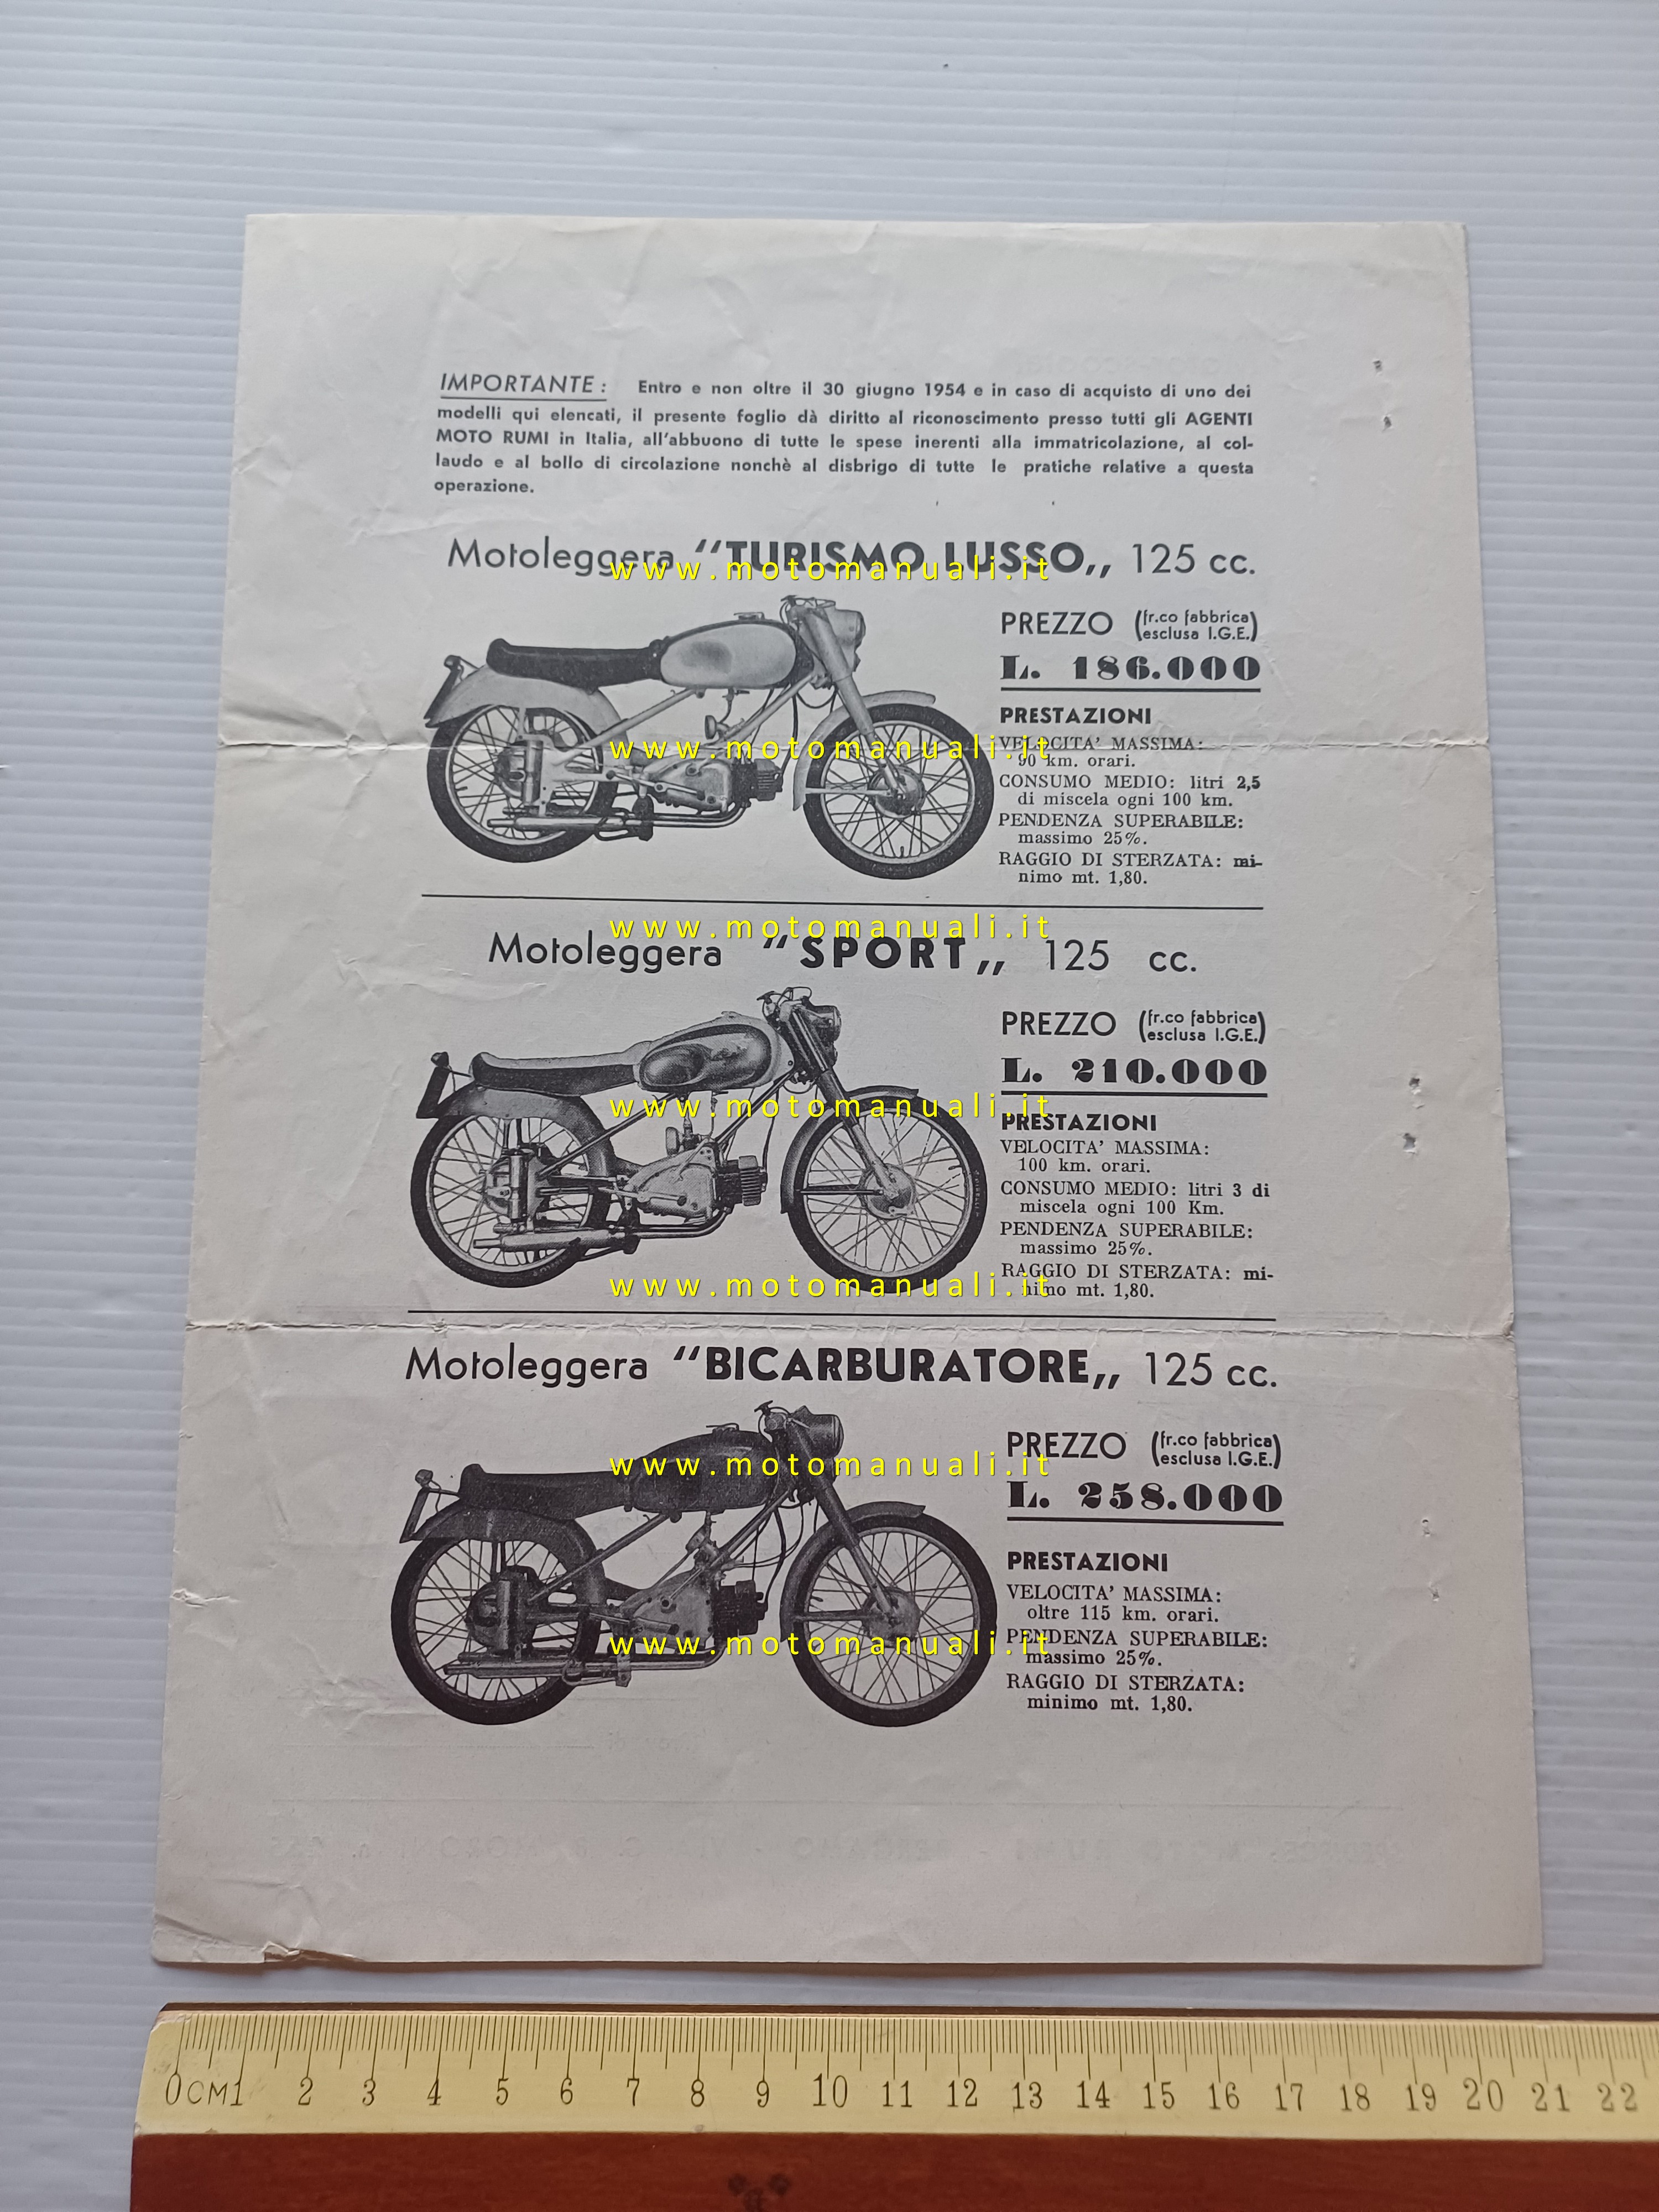 IMPORTANTE : Entro e non oltre il 30 giugno 1954 e in caso di acquisto di uno dei
modelli qui elencati, il presente foglio dà diritto al riconoscimento presso tutti gli AGENTI
MOTO RUMI in Italia, all'abbuono di tutte le spese inerenti alla immatricolazione, al col-
laudo e al bollo di circolazione nonchè al disbrigo di tutte le pratiche relative a questa
operazione.
Motoleggera “TURISMO LUSSO„ 125 cc.
www.motomanuali.it
PREZZO (fr.co fabbrica
esclusa I.G.E.)
L. 186.000
PRESTAZIONI
VELOCITA' MASSIMA:
www.motomanuali.it
90 km. orari.
CONSUMO MEDIO: litri 2,5
di miscela ogni 100 km.
PENDENZA SUPERABILE:
massimo 25%.
RAGGIO DI STERZATA: mi-
nimo mt. 1,80.
www.motomanuali.it
Motoleggera “SPORT„ 125 cc.
PREZZO (fr.co fabbrica
esclusa I.G.E.)
L. 210.000
www.motomanuali.it
PRESTAZIONI
VELOCITA' MASSIMA:
100 km. orari.
CONSUMO MEDIO: litri 3 di
miscela ogni 100 Km.
PENDENZA SUPERABILE:
massimo 25%.
RAGGIO DI STERZATA: mi-
www.motomanuali.it
nimo mt. 1,80.
Motoleggera “BICARBURATORE„ 125 cc.
PREZZO (fr.co fabbrica
esclusa I.G.E.)
www.motomanuali.it
L. 258.000
PRESTAZIONI
VELOCITA' MASSIMA:
oltre 115 km. orari.
PENDENZA SUPERABILE:
www.motomanuali.it
massimo 25%.
RAGGIO DI STERZATA:
minimo mt. 1,80.
0CM1 2 3 4 5 6 7 8 9 10 11 12 13 14 15 16 17 18 19 20 21 22